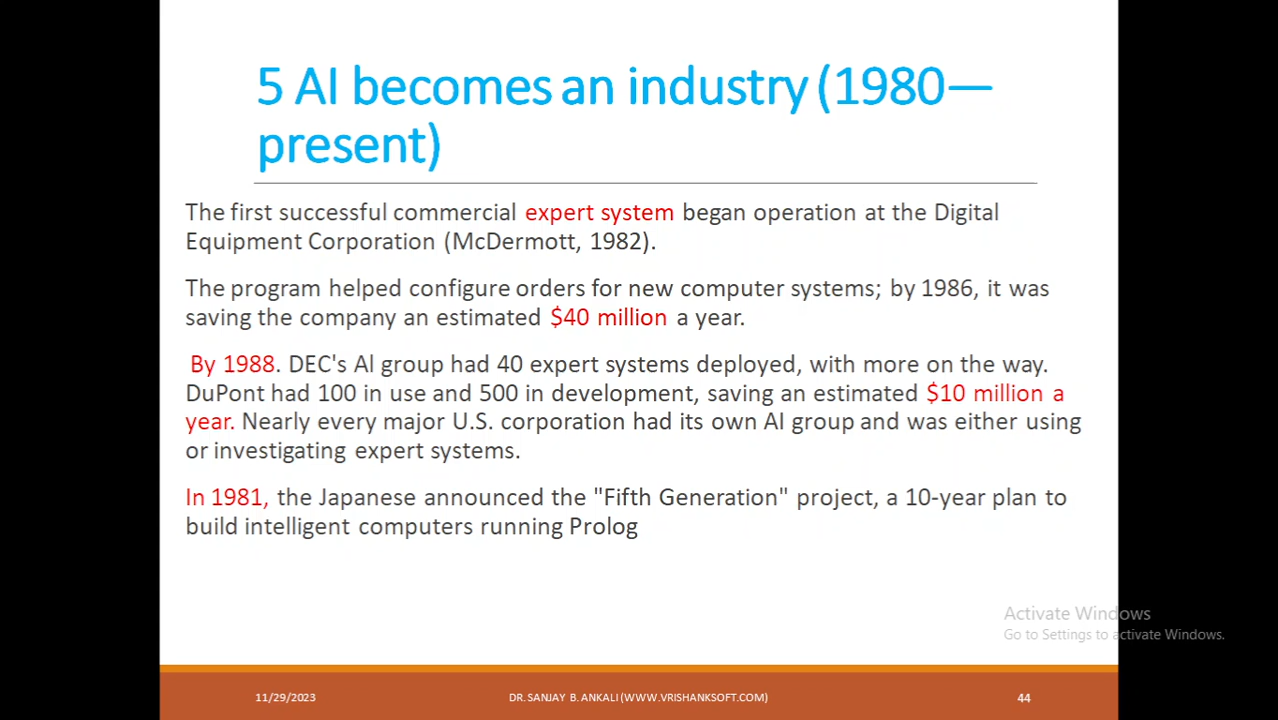 5 AI becomes an industry (1980—
present)
The first successful commercial expert system began operation at the Digital
Equipment Corporation (McDermott, 1982).
The program helped configure orders for new computer systems; by 1986, it was
saving the company an estimated $40 million a year.
By 1988. DEC's Al group had 40 expert systems deployed, with more on the way.
DuPont had 100 in use and 500 in development, saving an estimated $10 million a
year. Nearly every major U.S. corporation had its own AI group and was either using
or investigating expert systems.
In 1981, the Japanese announced the "Fifth Generation" project, a 10-year plan to
build intelligent computers running Prolog
Activate Windows
Go to Settings to activate Windows.
11/29/2023
DR. SANJAY B. ANKALI (WWW.VRISHANKSOFT.COM)
44